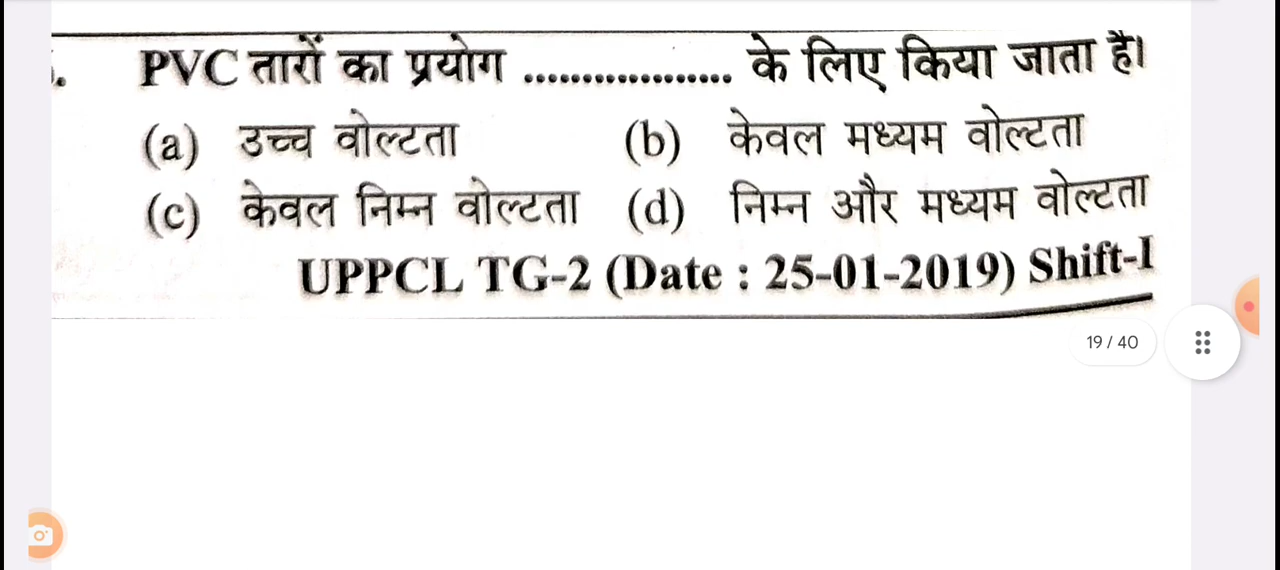 . PVC तारों का प्रयोग ................... के लिए किया जाता है।
(a) उच्च वोल्टता (b) केवल मध्यम वोल्टता
(c) केवल निम्न वोल्टता (d) निम्न और मध्यम वोल्टता
UPPCL TG-2 (Date : 25-01-2019) Shift-I
19 / 40